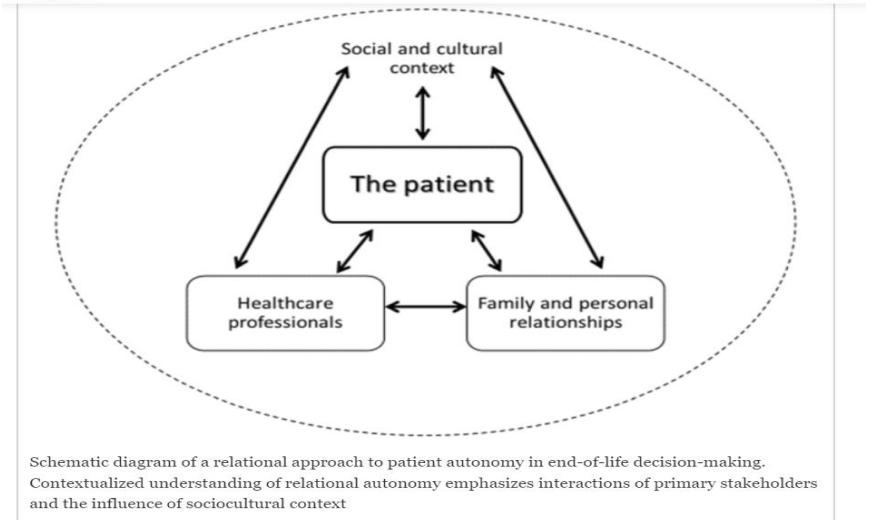 Social and cultural
context
The patient
Healthcare
professionals
Family and personal
relationships
Schematic diagram of a relational approach to patient autonomy in end-of-life decision-making.
Contextualized understanding of relational autonomy emphasizes interactions of primary stakeholders
and the influence of sociocultural context